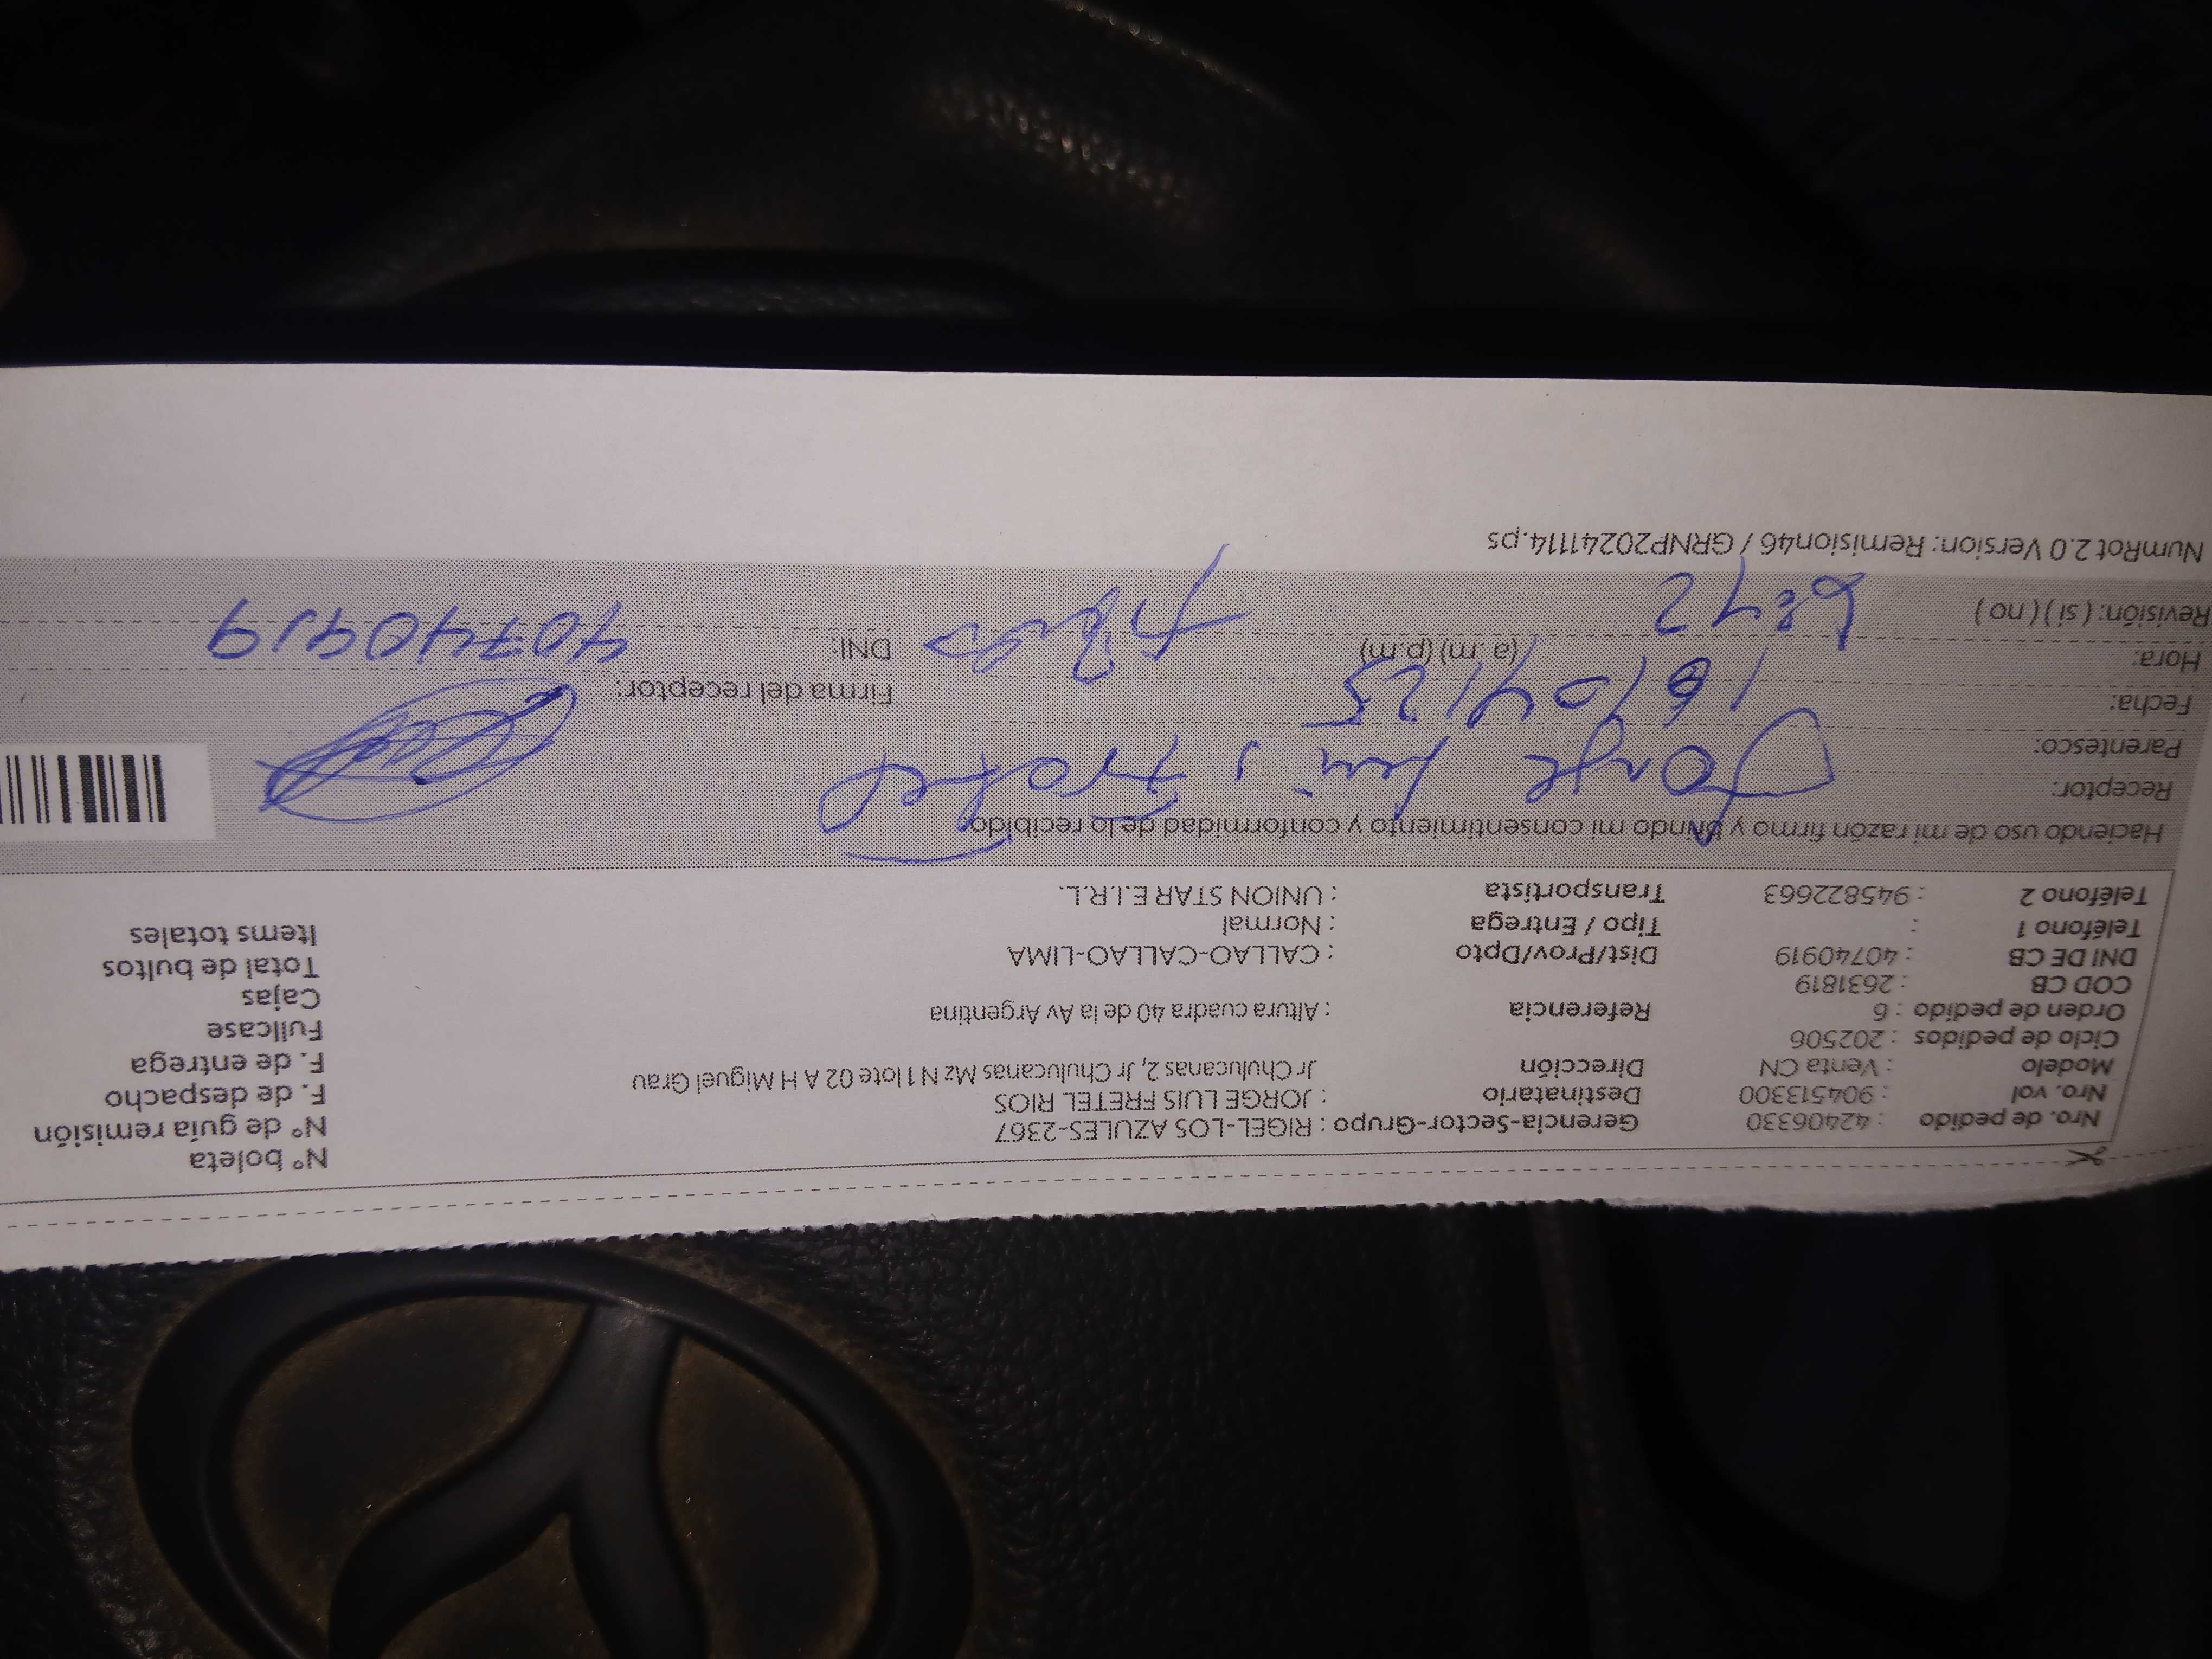 Nro. de pedido : 42406330 Gerencia-Sector-Grupo : RIGEL-LOS AZULES-2367 N° boleta
Nro. vol : 904513300 Destinatario : JORGE LUIS FRETEL RIOS N° de guía remisión
Modelo : Venta CN Dirección Jr Chulucanas 2, Jr Chulucanas Mz N1 lote 02 A H Miguel Grau F. de despacho
Ciclo de pedidos : 202506 F. de entrega
Orden de pedido : 6 Referencia : Altura cuadra 40 de la Av Argentina Fullcase
COD CB : 2631819 Cajas
DNI DE CB : 40740919 Dist/Prov/Dpto : CALLAO-CALLAO-LIMA Total de bultos
Teléfono 1 : Tipo / Entrega : Normal Items totales
Teléfono 2 : 945822663 Transportista : UNION STAR E.I.R.L.
Haciendo uso de mi razón firmo y brindo mi consentimiento y conformidad de lo recibido
Receptor: Jorge Luis Fretel
Parentesco:
Fecha: 16/04/25 Firma del receptor:
Hora: (a.m) (p.m) DNI: 40740919
Revisión: ( si ) ( no )
NumRot 2.0 Version: Remision46 / GRNP20241114.ps